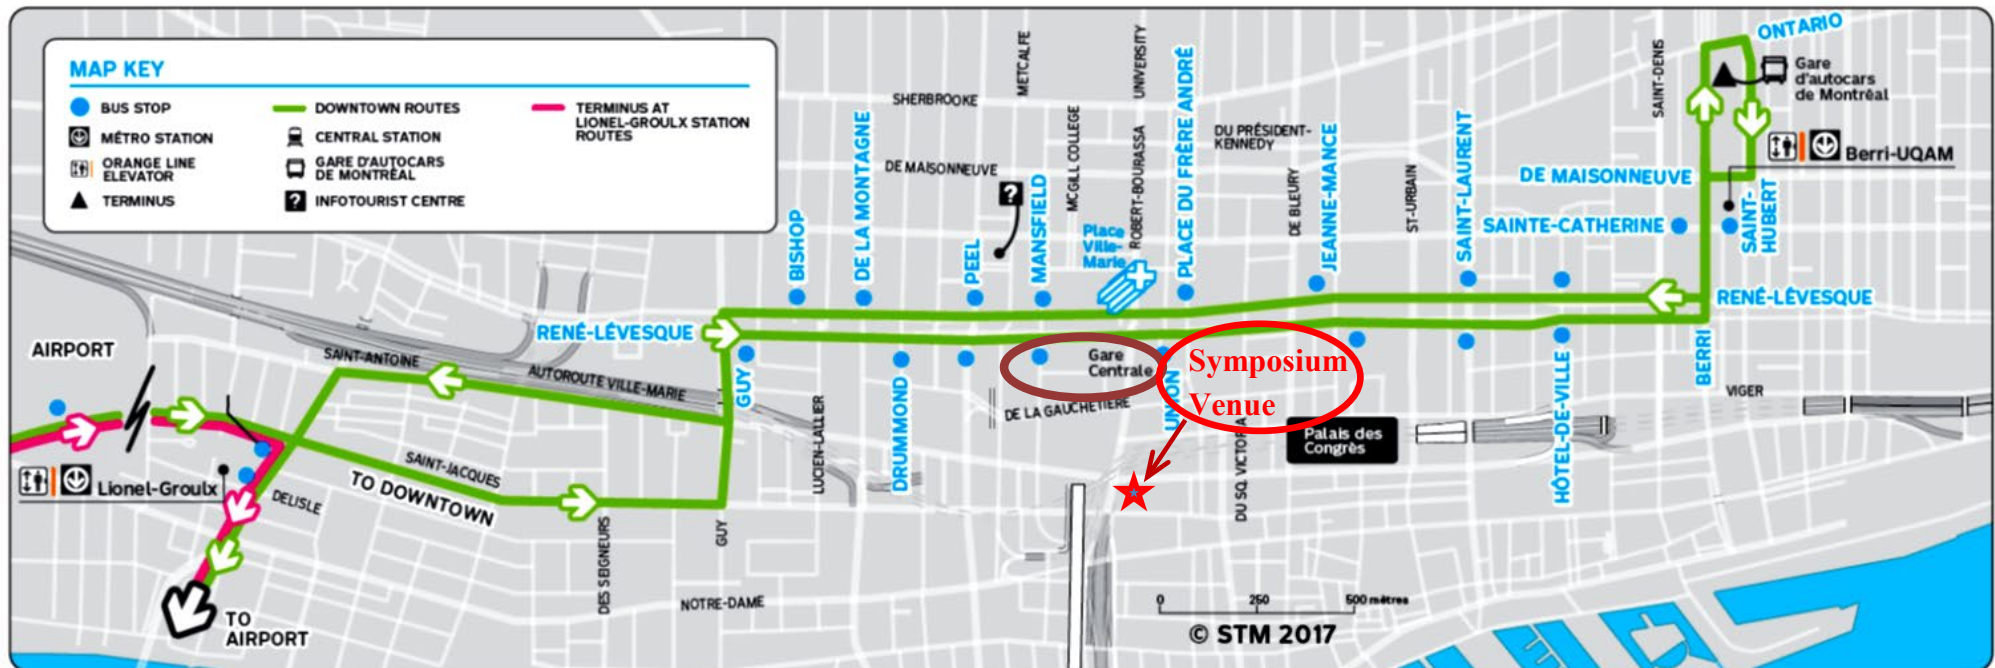 MAP KEY
BUS STOP
MÉTRO STATION
ORANGE LINE
ELEVATOR
TERMINUS
DOWNTOWN ROUTES
CENTRAL STATION
GARE D'AUTOCARS
DE MONTRÉAL
INFOTOURIST CENTRE
TERMINUS AT
LIONEL-GROULX STATION
ROUTES
?
METCALFE
UNIVERSITY
SHERBROOKE
DE MAISONNEUVE
MCGILL COLLEGE
ROBERT-BOURASSA
PLACE DU FRÈRE ANDRÉ
DU PRÉSIDENT-
KENNEDY
DE BLEURY
JEANNE-MANCE
ST-URBAIN
SAINT-LAURENT
SAINT-DENIS
ONTARIO
Gare
d'autocars
de Montréal
Berri-UQAM
DE MAISONNEUVE
SAINTE-CATHERINE
SAINT-
HUBERT
BISHOP
DE LA MONTAGNE
PEEL
?
MANSFIELD
Place
Ville-
Marie
RENÉ-LÉVESQUE
RENÉ-LÉVESQUE
AIRPORT
SAINT-ANTOINE
AUTOROUTE VILLE-MARIE
GUY
LUCIEN-LALLIER
DRUMMOND
Gare
Centrale
DE LA GAUCHETIÈRE
UNION
Symposium
Venue
DU SQ. VICTORIA
Palais des
Congrès
HÔTEL-DE-VILLE
BERRI
VIGER
Lionel-Groulx
DELISLE
SAINT-JACQUES
TO DOWNTOWN
DES SEIGNEURS
GUY
NOTRE-DAME
TO
AIRPORT
0 250 500 mètres
© STM 2017